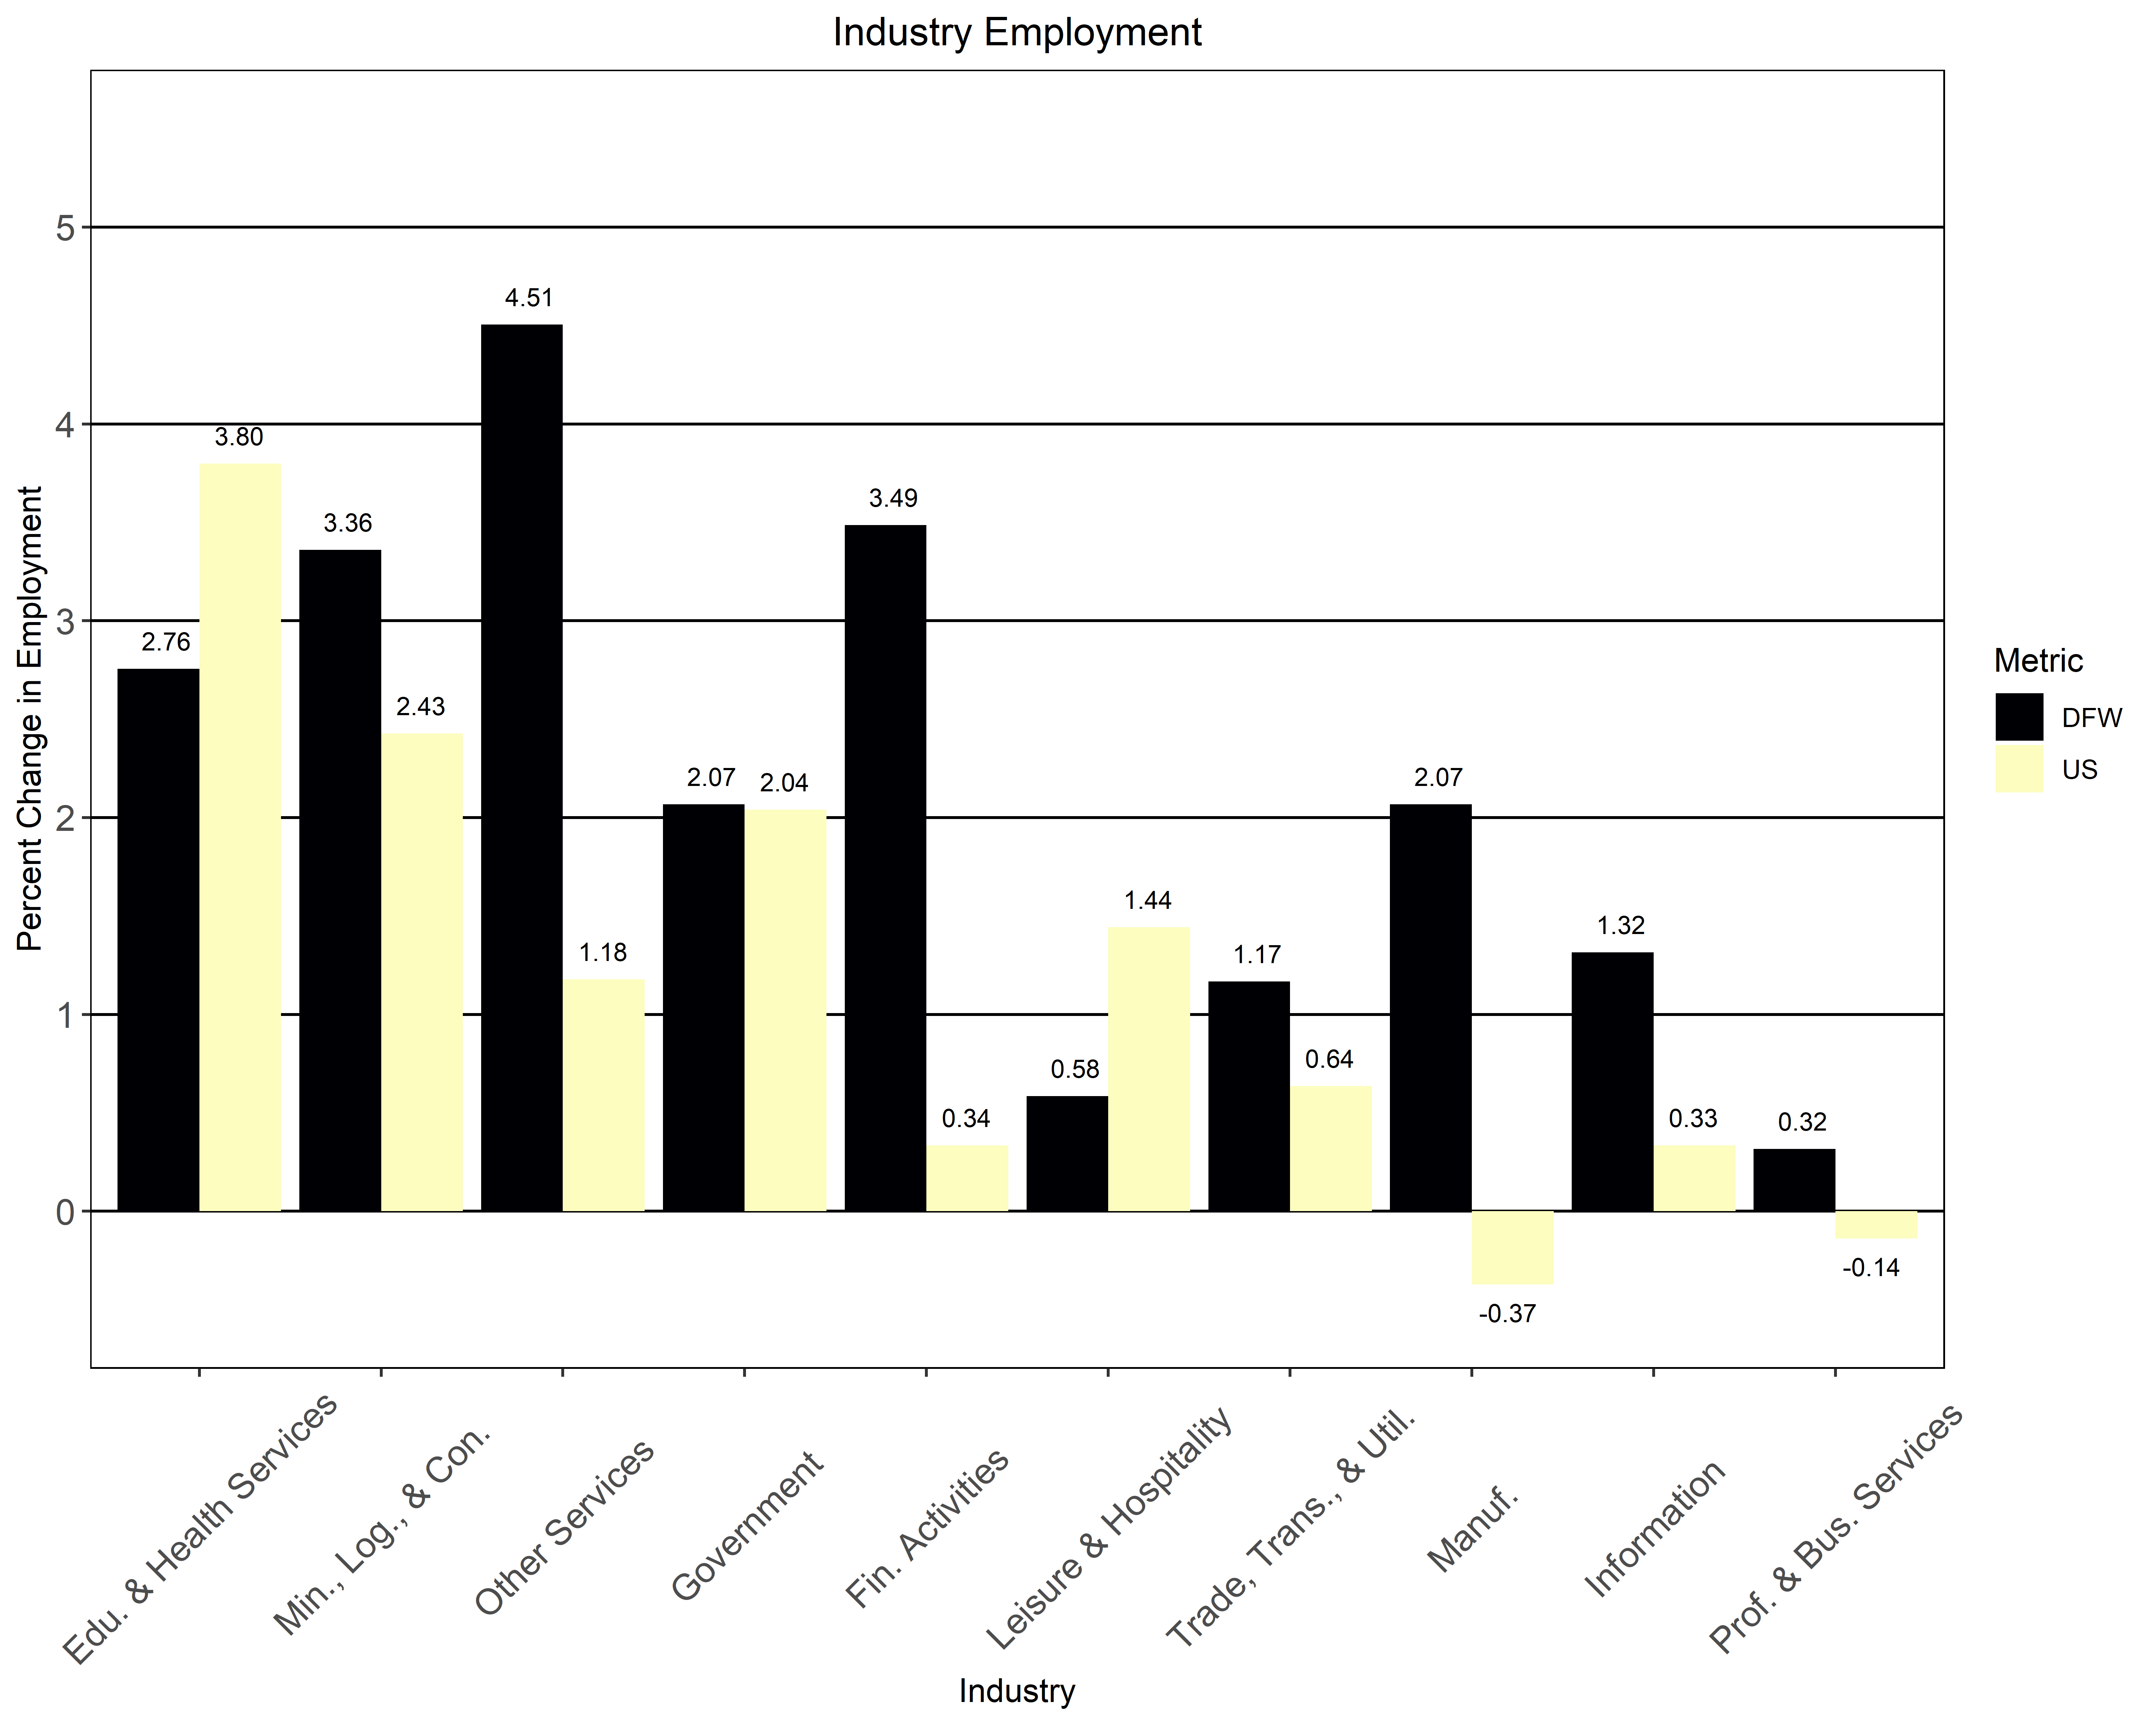 Industry Employment
Percent Change in Employment
5
4
3
2
1
0
4.51
3.80
3.49
3.36
2.76
2.43
2.07
2.04
2.07
1.44
1.32
1.18
1.17
0.58
0.64
0.34
0.33
0.32
-0.14
-0.37
Metric
DFW
US
Edu. & Health Services
Min., Log., & Con.
Other Services
Government
Fin. Activities
Leisure & Hospitality
Trade, Trans., & Util.
Manuf.
Information
Prof. & Bus. Services
Industry